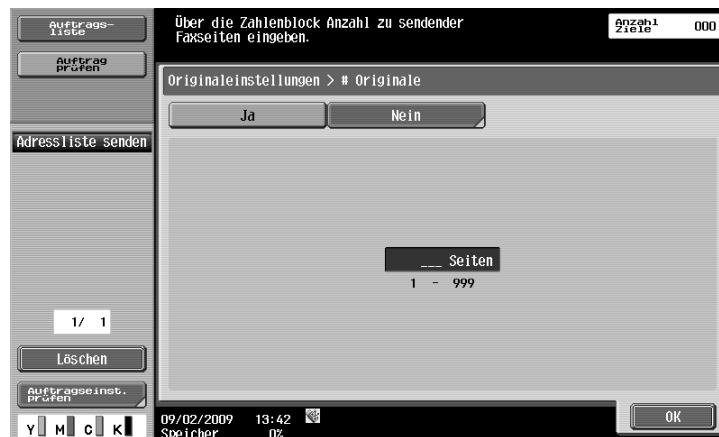 Auftrags-
liste
Auftrag
prüfen
Adressliste senden
1/ 1
Löschen
Auftragseinst.
prüfen
Y M C K
Über die Zahlenblock Anzahl zu sendender
Faxseiten eingeben.
Anzahl
Ziele 000
Originaleinstellungen > # Originale
Ja Nein
___ Seiten
1 - 999
09/02/2009 13:42
Speicher 0%
OK